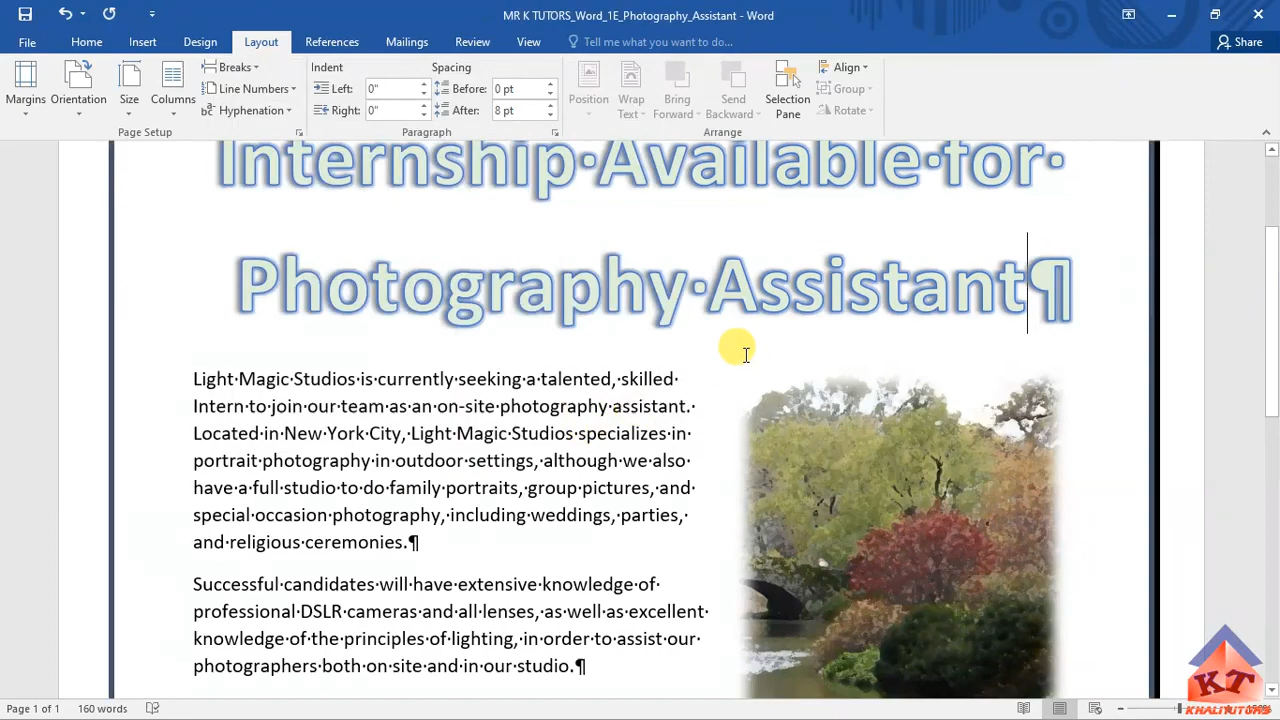 MR K TUTORS_Word_1E_Photography_Assistant - Word
File Home Insert Design Layout References Mailings Review View Tell me what you want to do... Share
Margins Orientation Size Columns
Breaks
Line Numbers
Hyphenation
Page Setup
Indent Spacing
Left: 0" Before: 0 pt
Right: 0" After: 8 pt
Paragraph
Position Wrap Text Bring Forward Send Backward Selection Pane
Align
Group
Rotate
Arrange
Internship·Available·for·
Photography·Assistant¶
Light·Magic·Studios·is·currently·seeking·a·talented,·skilled·
Intern·to·join·our·team·as·an·on-site·photography·assistant.·
Located·in·New·York·City,·Light·Magic·Studios·specializes·in·
portrait·photography·in·outdoor·settings,·although·we·also·
have·a·full·studio·to·do·family·portraits,·group·pictures,·and·
special·occasion·photography,·including·weddings,·parties,·
and·religious·ceremonies.¶
Successful·candidates·will·have·extensive·knowledge·of·
professional·DSLR·cameras·and·all·lenses,·as·well·as·excellent·
knowledge·of·the·principles·of·lighting,·in·order·to·assist·our·
photographers·both·on·site·and·in·our·studio.¶
KT
KHALITUTORS
Page 1 of 1 160 words